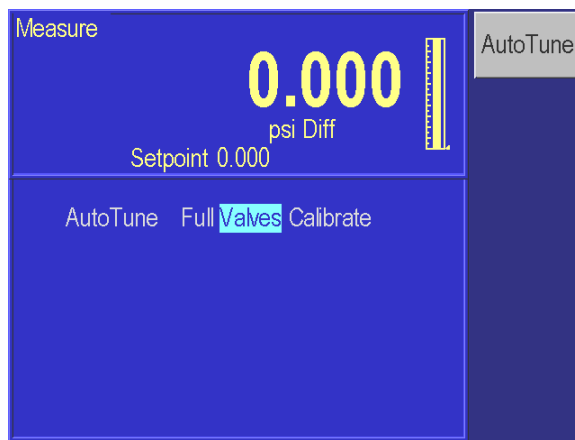 Measure
AutoTune
0.000
psi Diff
Setpoint 0.000
AutoTune Full Valves Calibrate